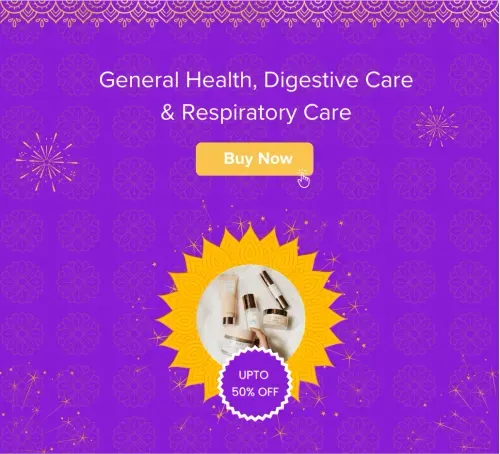 General Health, Digestive Care
& Respiratory Care
Buy Now
UPTO
50% OFF